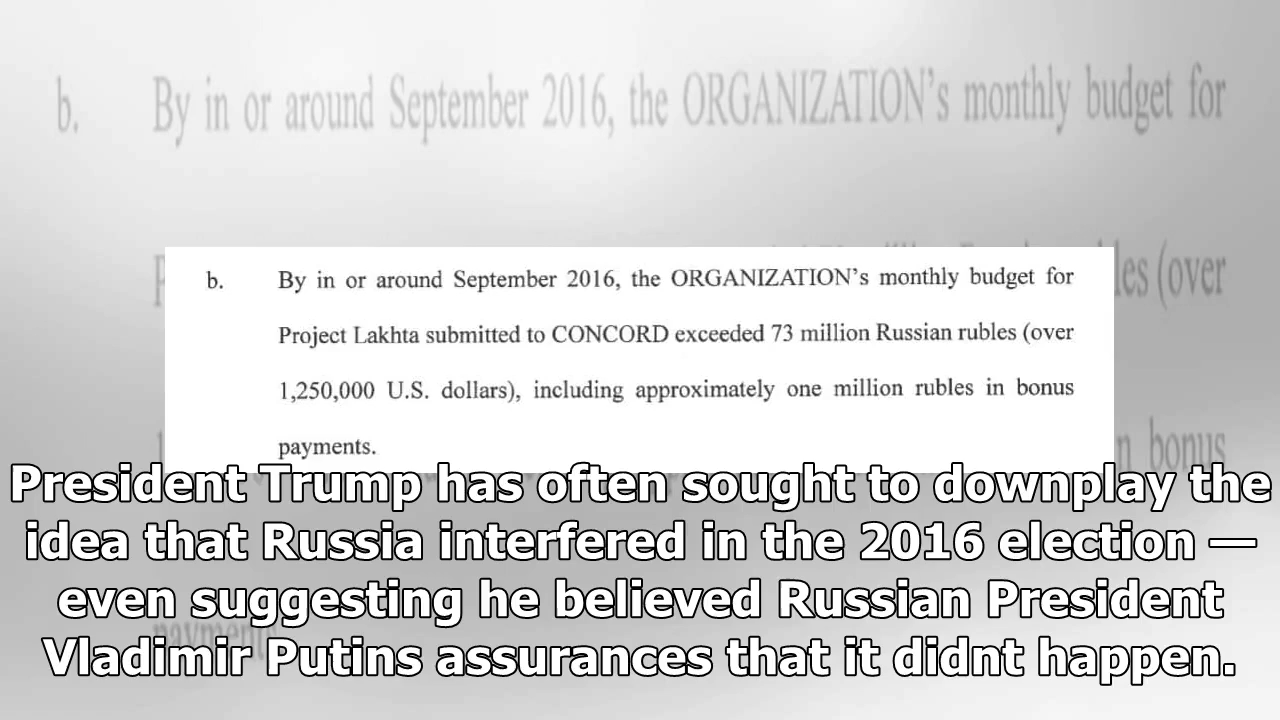 b. By in or around September 2016, the ORGANIZATION's monthly budget for
les (over
n bonus
b. By in or around September 2016, the ORGANIZATION's monthly budget for
Project Lakhta submitted to CONCORD exceeded 73 million Russian rubles (over
1,250,000 U.S. dollars), including approximately one million rubles in bonus
payments.
President Trump has often sought to downplay the
idea that Russia interfered in the 2016 election —
even suggesting he believed Russian President
Vladimir Putins assurances that it didnt happen.
payments